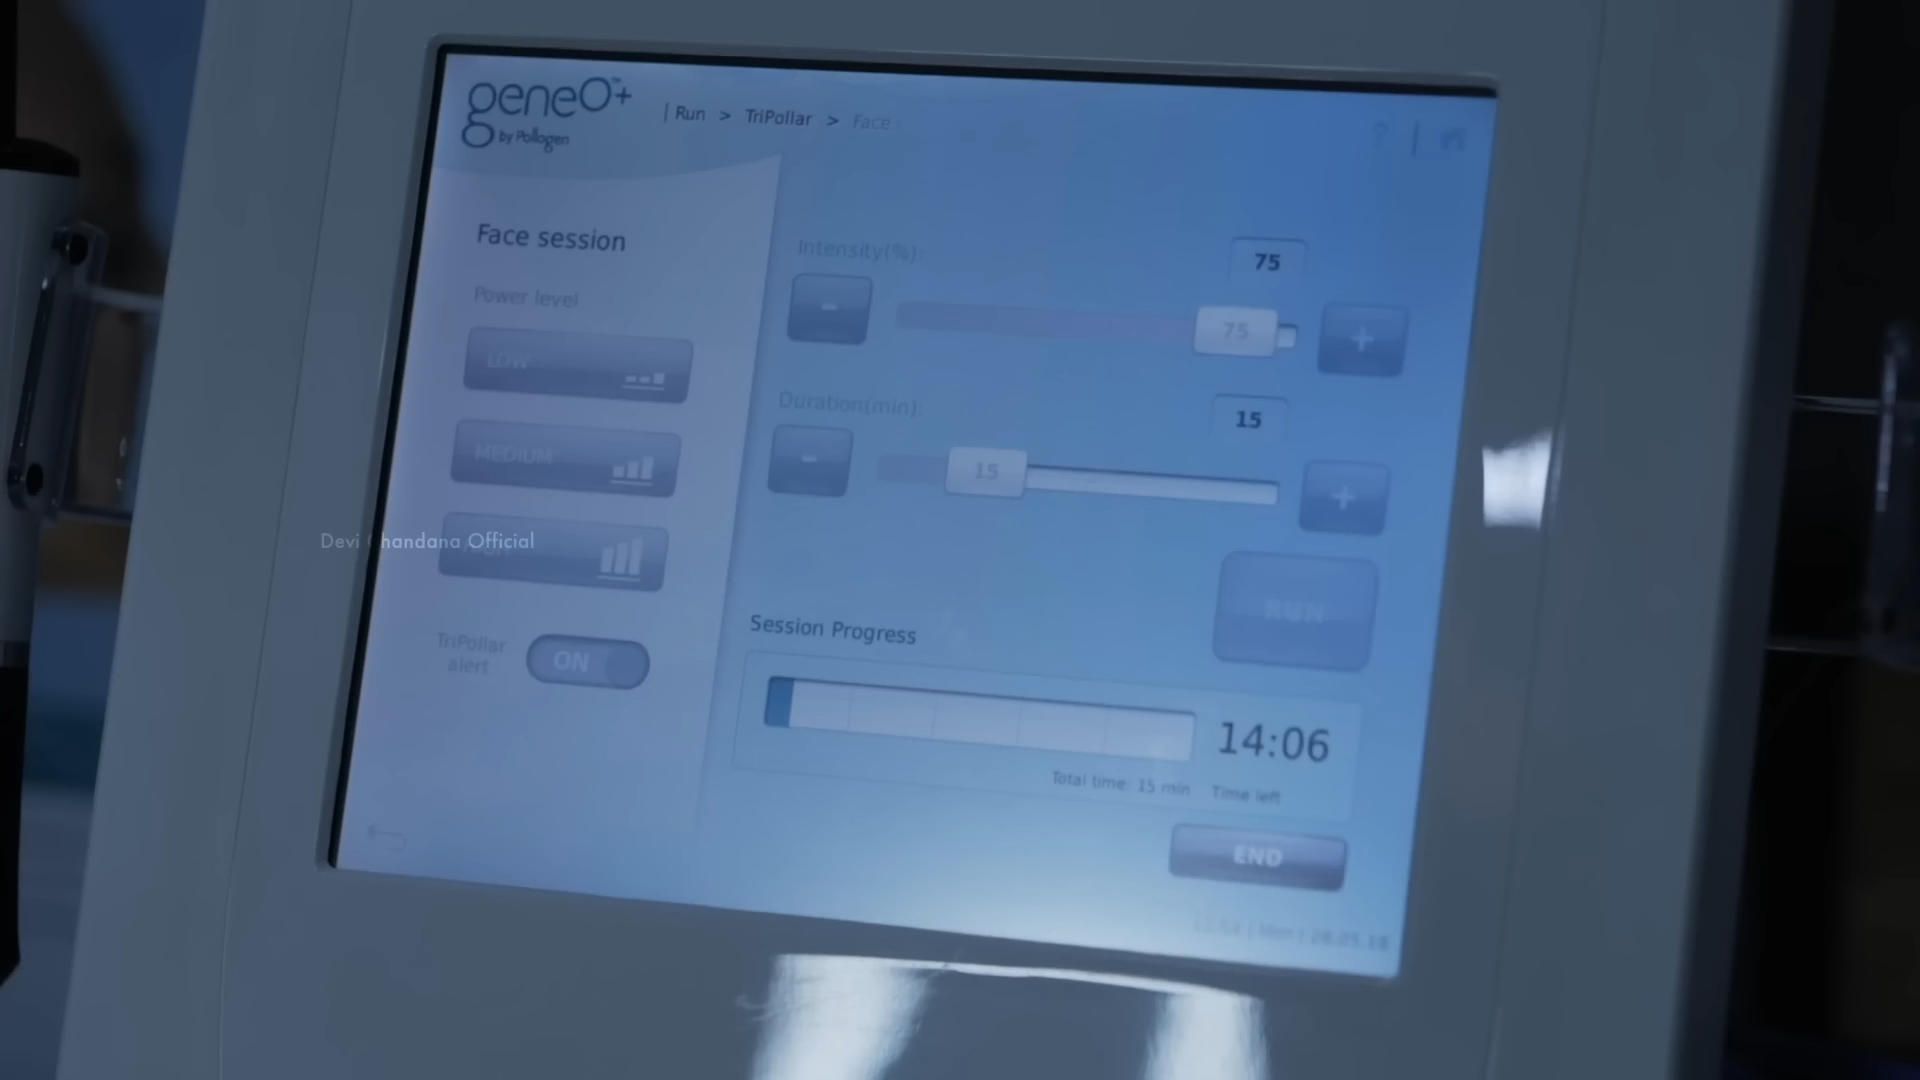 geneO+™
by Pollogen
| Run > TriPollar > Face
? |
Face session
Power level
LOW
MEDIUM
TriPollar
alert
ON
Intensity(%):
75
-
75
+
Duration(min):
15
-
15
+
RUN
Session Progress
14:06
Total time: 15 min
Time left
END
Devi Chandana Official